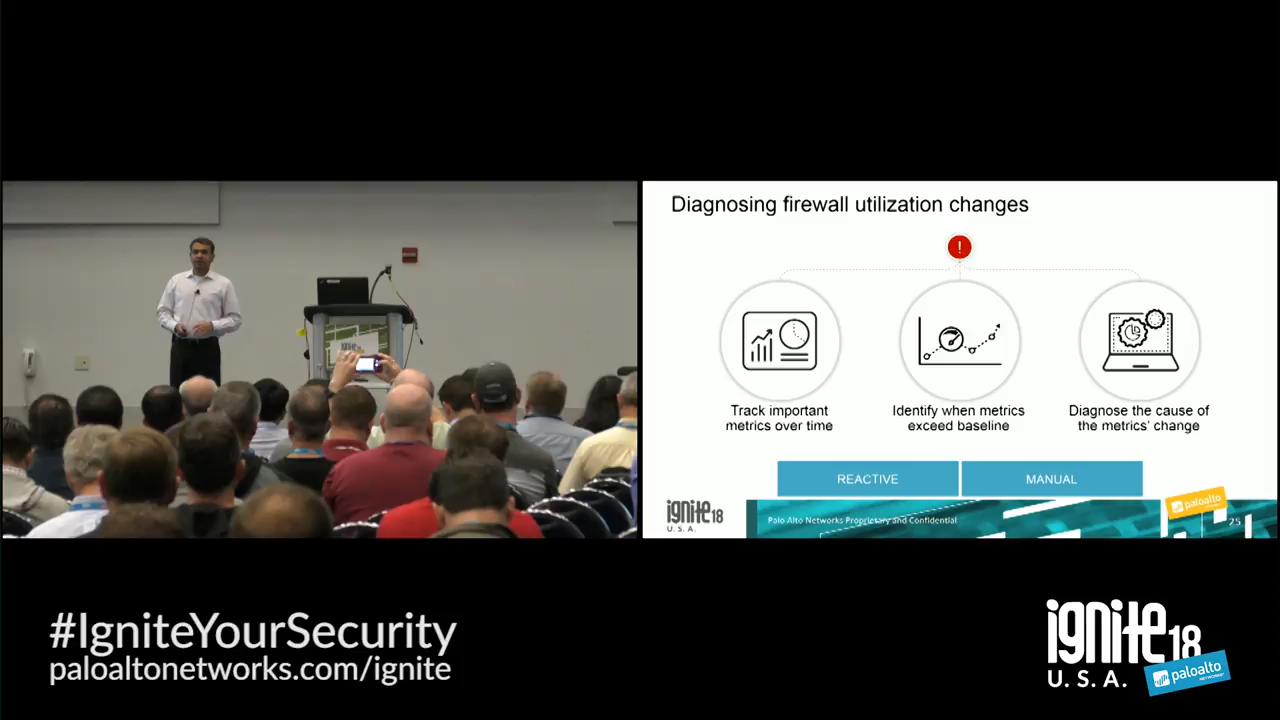 Diagnosing firewall utilization changes
!
Track important
metrics over time
Identify when metrics
exceed baseline
Diagnose the cause of
the metrics' change
REACTIVE
MANUAL
ignite18
U.S.A.
Palo Alto Networks Proprietary and Confidential
paloalto
25
#IgniteYourSecurity
paloaltonetworks.com/ignite
ignite18
U.S.A.
paloalto
NETWORKS